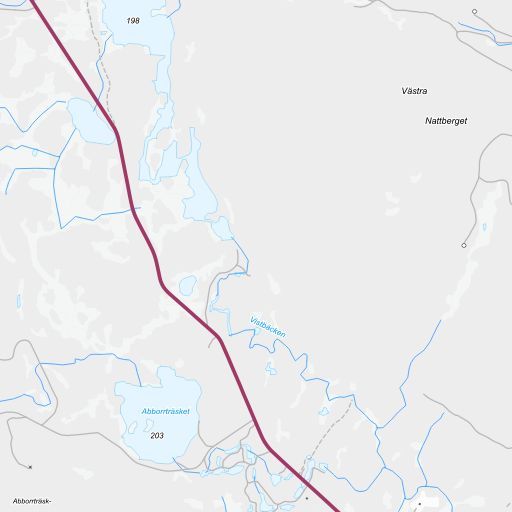 198
Västra
Nattberget
Vistbäcken
Abborrträsket
203
Abborrträsk-